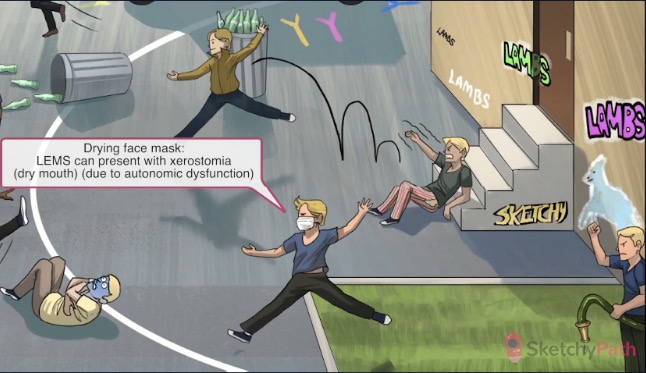 LAMBS
LAMBS
LAMBS
LAMBS
Drying face mask:
LEMS can present with xerostomia
(dry mouth) (due to autonomic dysfunction)
SKETCHY
SketchyPath